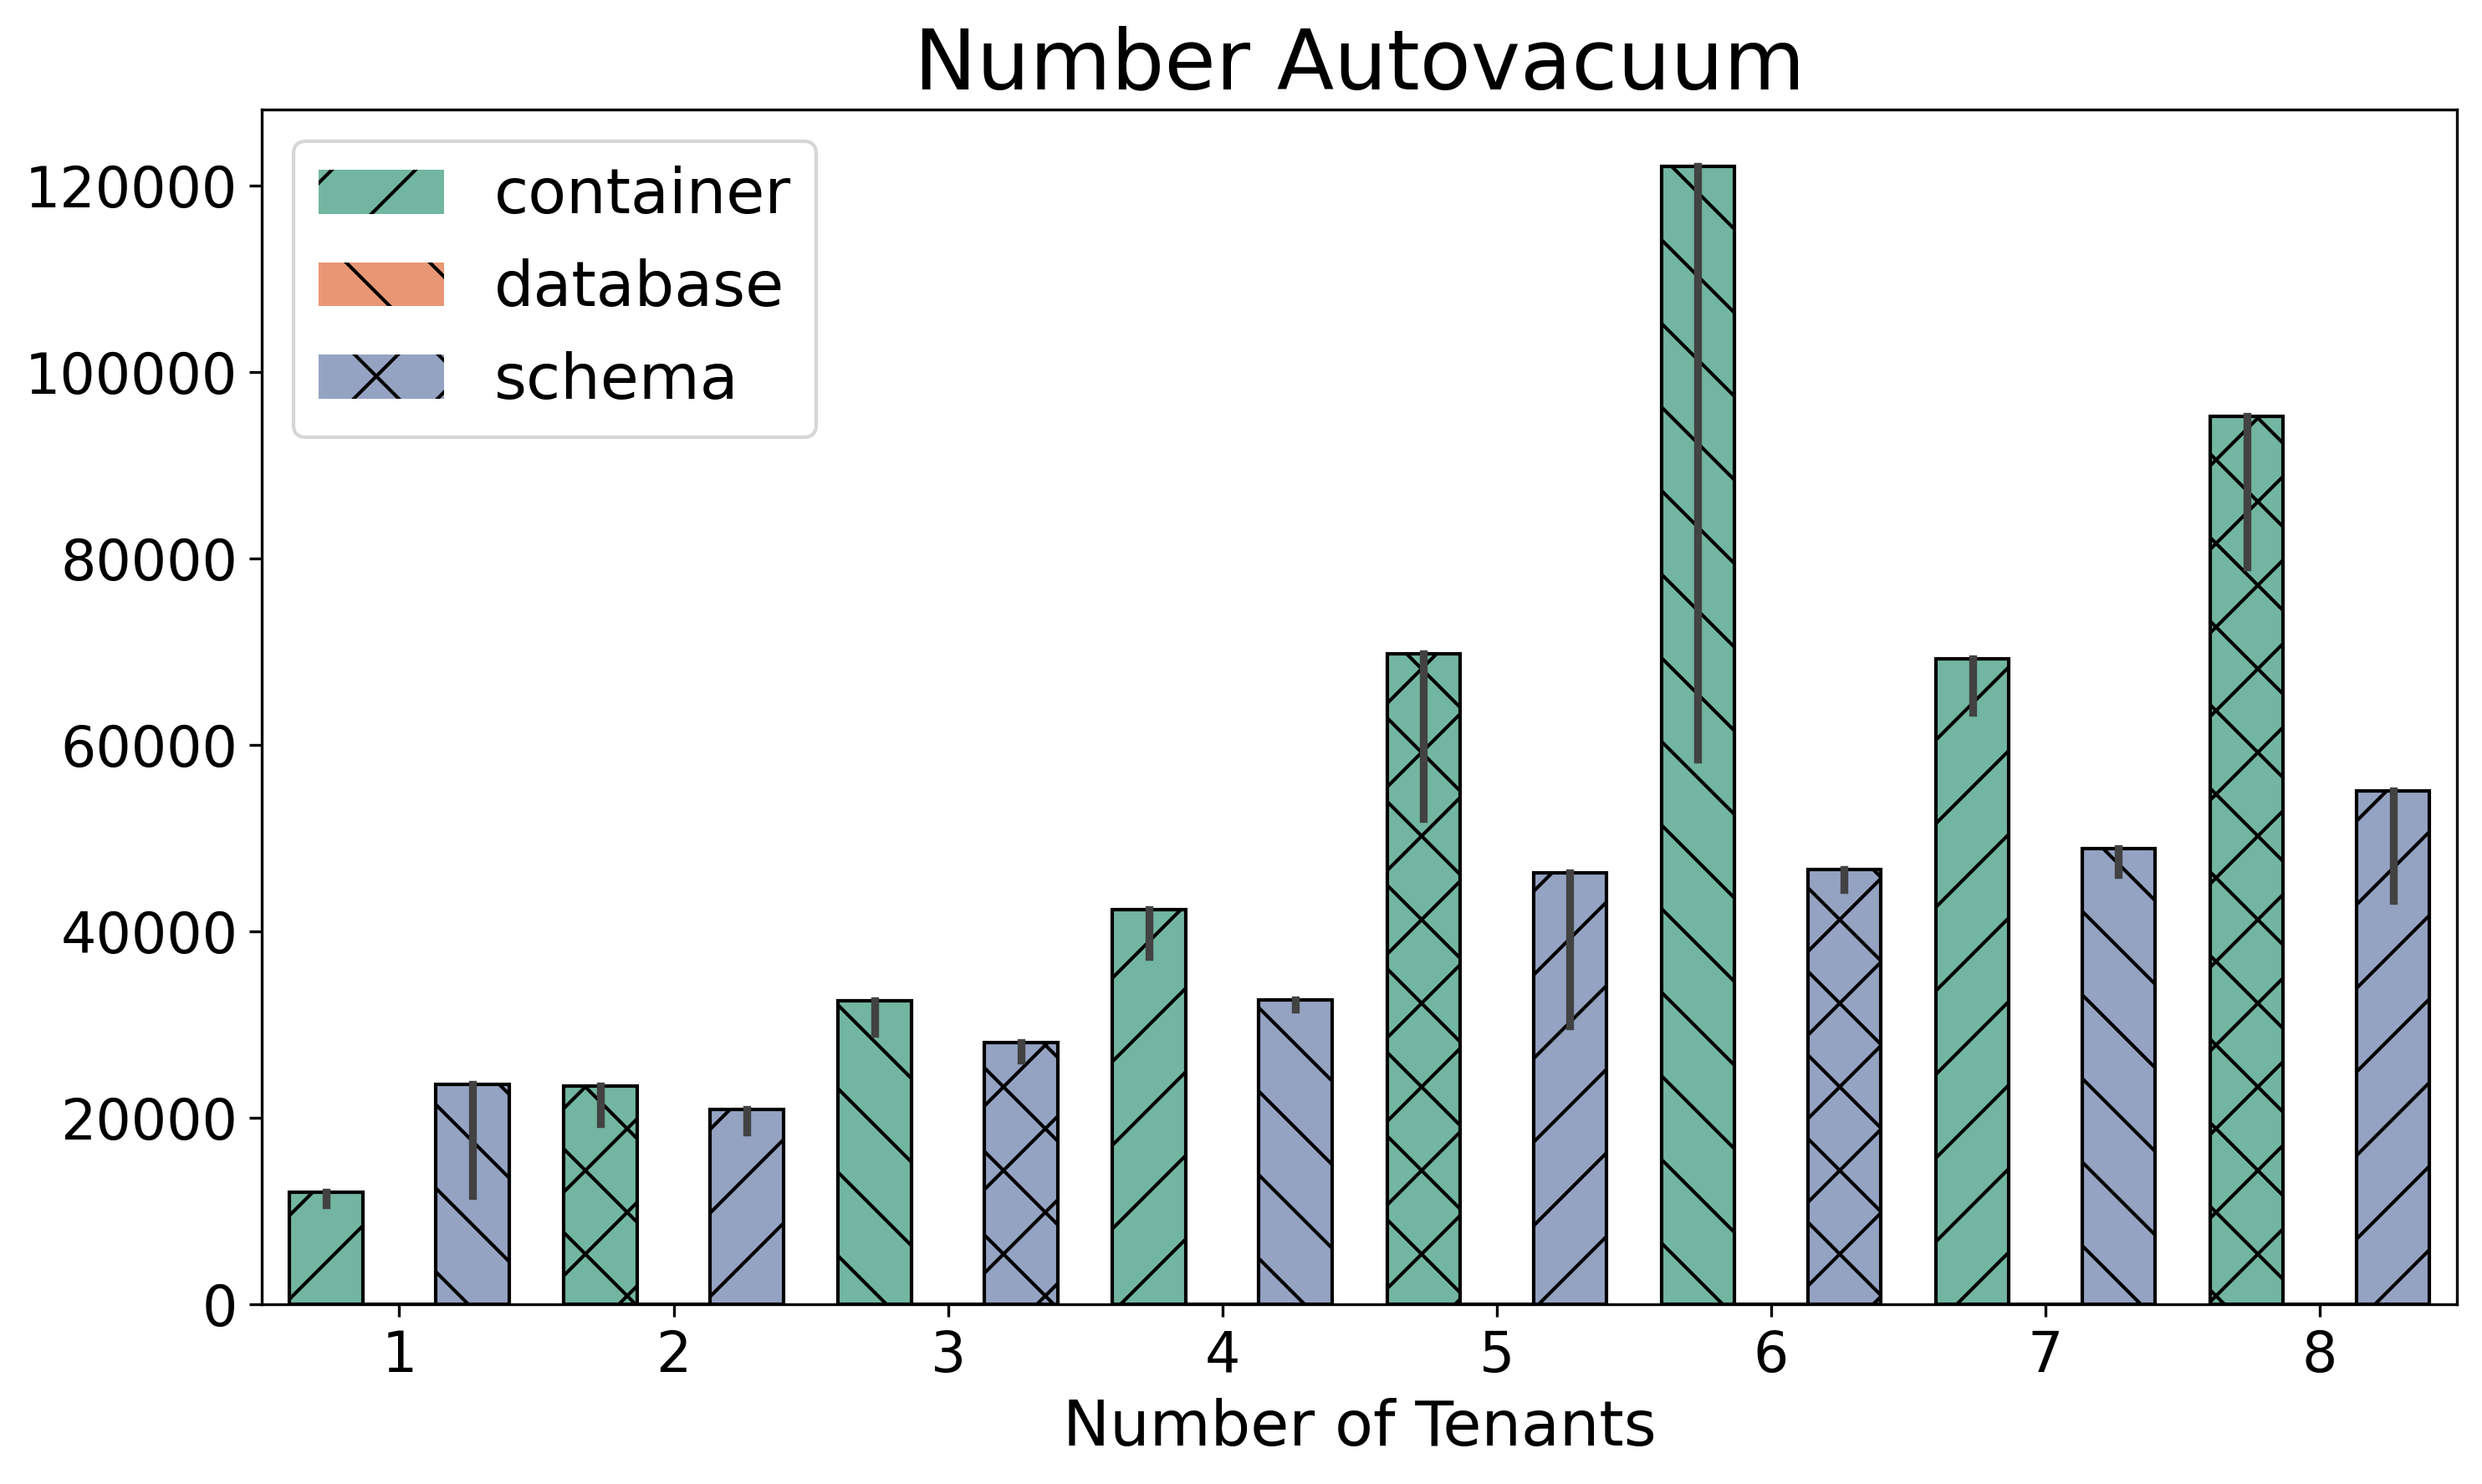 Number Autovacuum
container
database
schema
120000
100000
80000
60000
40000
20000
0
1 2 3 4 5 6 7 8
Number of Tenants